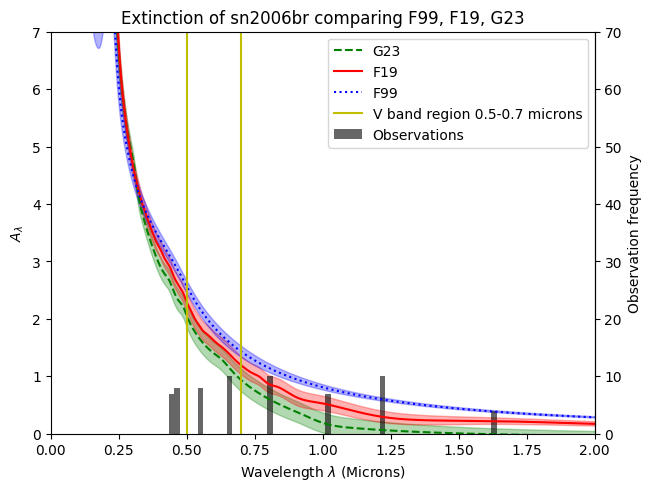 Extinction of sn2006br comparing F99, F19, G23
G23
F19
F99
V band region 0.5-0.7 microns
Observations
7
6
5
4
3
2
1
0
A_λ
70
60
50
40
30
20
10
0
Observation frequency
0.00 0.25 0.50 0.75 1.00 1.25 1.50 1.75 2.00
Wavelength λ (Microns)